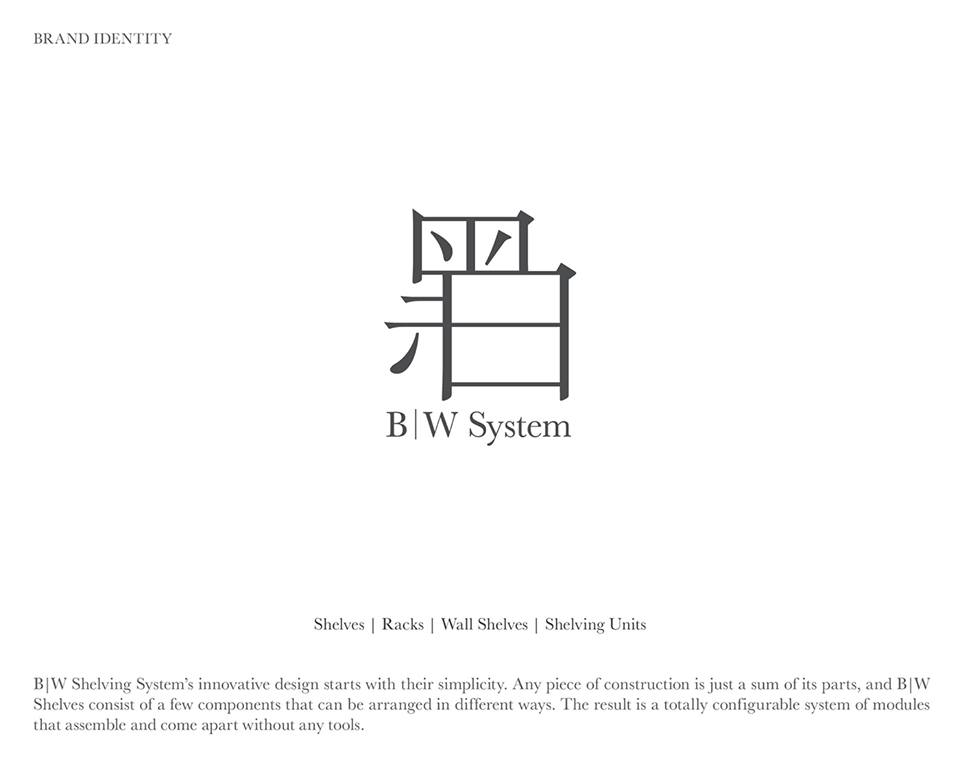 BRAND IDENTITY
B|W System
Shelves | Racks | Wall Shelves | Shelving Units
B|W Shelving System’s innovative design starts with their simplicity. Any piece of construction is just a sum of its parts, and B|W
Shelves consist of a few components that can be arranged in different ways. The result is a totally configurable system of modules
that assemble and come apart without any tools.